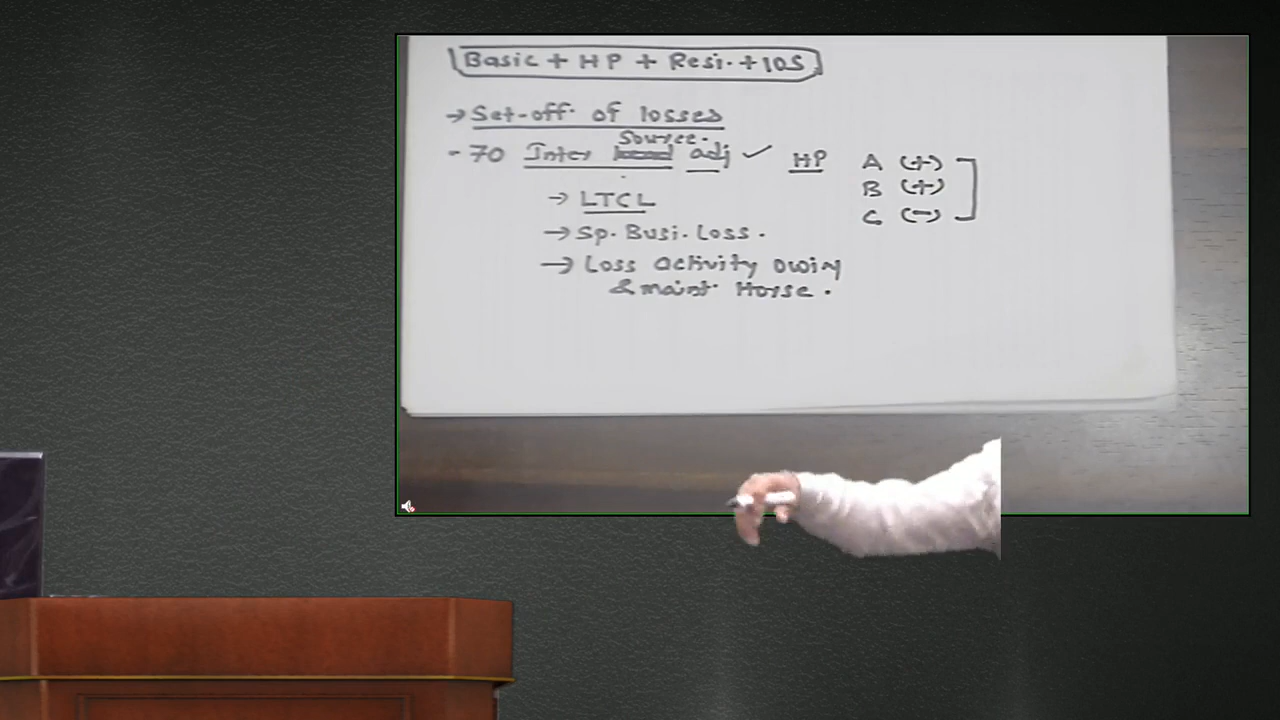 Basic + HP + Resi. + IOS
→ Set-off of losses
Source.
- 70 Inter head adj ✓ HP A (+)
B (+)
→ LTCL
C (-)
→ Sp. Busi. Loss.
→ Loss activity owing
& maint Horse.